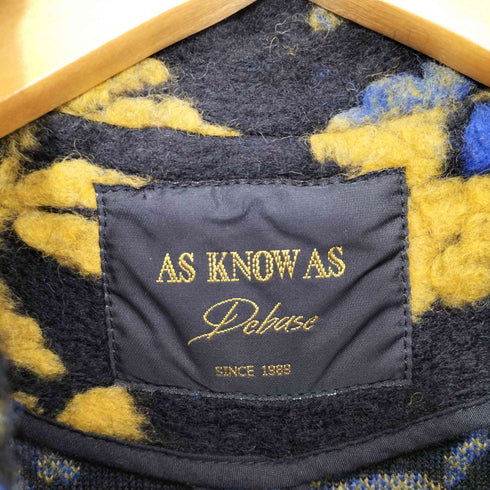 AS KNOW AS
Debase
SINCE 1988